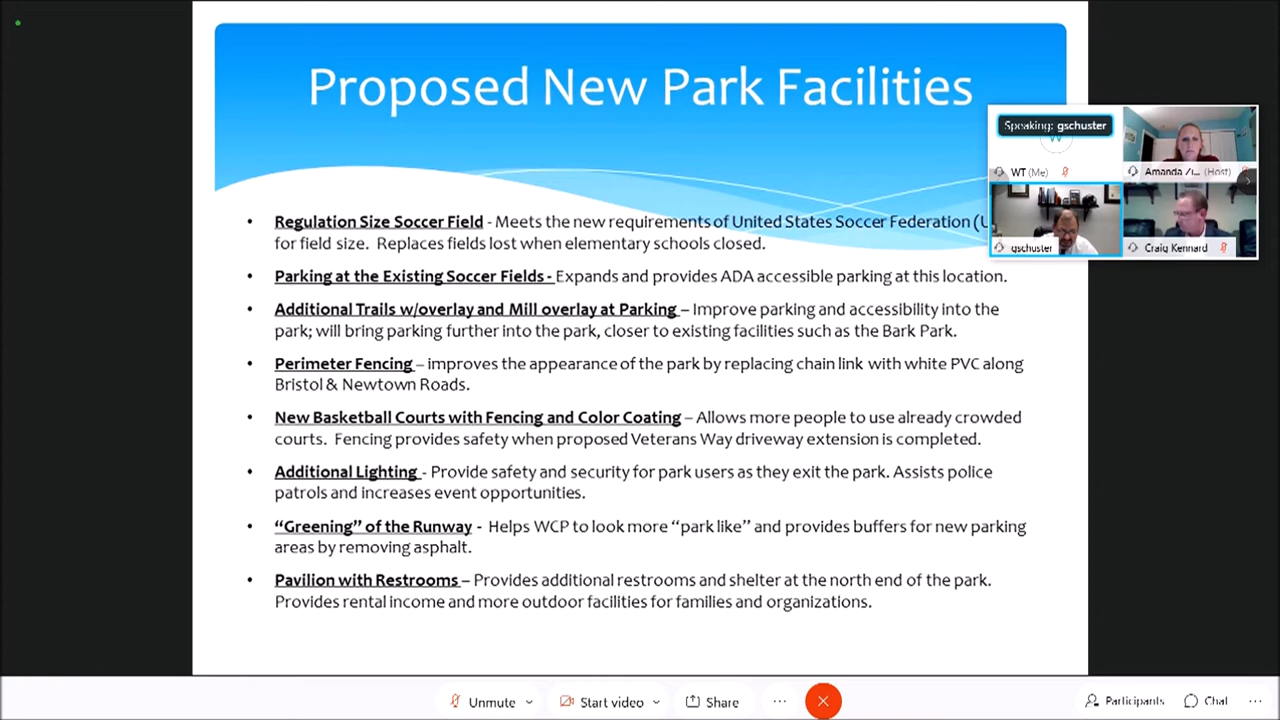 Proposed New Park Facilities
Speaking: gschuster
WT (Me)
Amanda (Host)
gschuster
Craig Kennard
• Regulation Size Soccer Field - Meets the new requirements of United States Soccer Federation (U
for field size. Replaces fields lost when elementary schools closed.
• Parking at the Existing Soccer Fields - Expands and provides ADA accessible parking at this location.
• Additional Trails w/overlay and Mill overlay at Parking – Improve parking and accessibility into the
park; will bring parking further into the park, closer to existing facilities such as the Bark Park.
• Perimeter Fencing – improves the appearance of the park by replacing chain link with white PVC along
Bristol & Newtown Roads.
• New Basketball Courts with Fencing and Color Coating – Allows more people to use already crowded
courts. Fencing provides safety when proposed Veterans Way driveway extension is completed.
• Additional Lighting - Provide safety and security for park users as they exit the park. Assists police
patrols and increases event opportunities.
• “Greening” of the Runway - Helps WCP to look more “park like” and provides buffers for new parking
areas by removing asphalt.
• Pavilion with Restrooms – Provides additional restrooms and shelter at the north end of the park.
Provides rental income and more outdoor facilities for families and organizations.
Unmute
Start video
Share
Participants
Chat